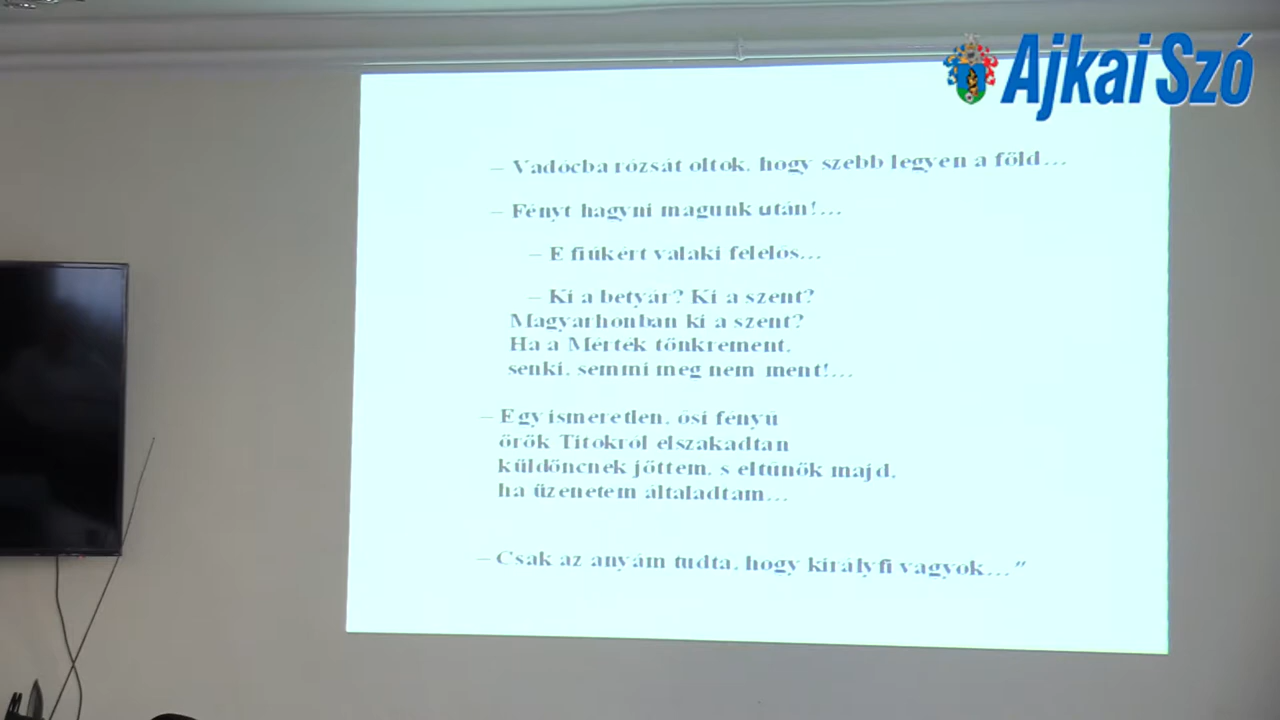 Ajkai Szó
– Vadócba rózsát oltok, hogy szebb legyen a föld...
– Fényt hagyni magunk után!...
– E fiúkért valaki felelős...
– Ki a betyár? Ki a szent?
Magyarhonban ki a szent?
Ha a Mérték tönkrement,
senki, semmi meg nem ment!...
– Egy ismeretlen, ősi fényű
örök Titokról elszakadtan
küldöncnek jöttem, s eltűnök majd,
ha üzenetem általadtam...
– Csak az anyám tudta, hogy királyfi vagyok..."